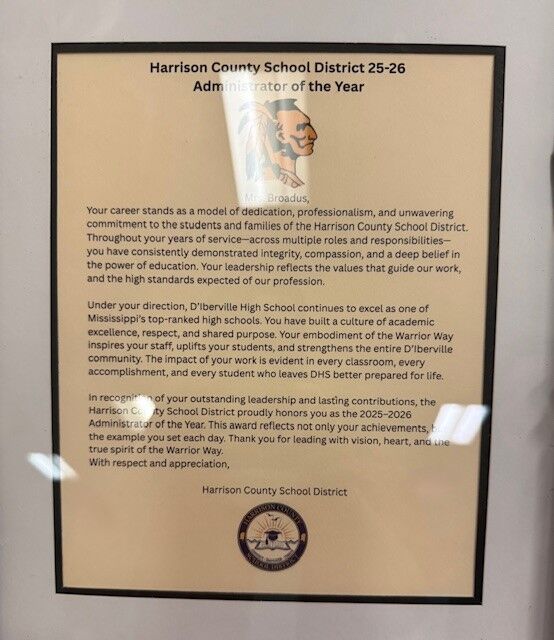 Harrison County School District 25-26
Administrator of the Year
Mrs. Broadus,
Your career stands as a model of dedication, professionalism, and unwavering
commitment to the students and families of the Harrison County School District.
Throughout your years of service—across multiple roles and responsibilities—
you have consistently demonstrated integrity, compassion, and a deep belief in
the power of education. Your leadership reflects the values that guide our work,
and the high standards expected of our profession.
Under your direction, D'Iberville High School continues to excel as one of
Mississippi's top-ranked high schools. You have built a culture of academic
excellence, respect, and shared purpose. Your embodiment of the Warrior Way
inspires your staff, uplifts your students, and strengthens the entire D'Iberville
community. The impact of your work is evident in every classroom, every
accomplishment, and every student who leaves DHS better prepared for life.
In recognition of your outstanding leadership and lasting contributions, the
Harrison County School District proudly honors you as the 2025–2026
Administrator of the Year. This award reflects not only your achievements,
the example you set each day. Thank you for leading with vision, heart, and the
true spirit of the Warrior Way.
With respect and appreciation,
Harrison County School District
HARRISON COUNTY
SCHOOL DISTRICT